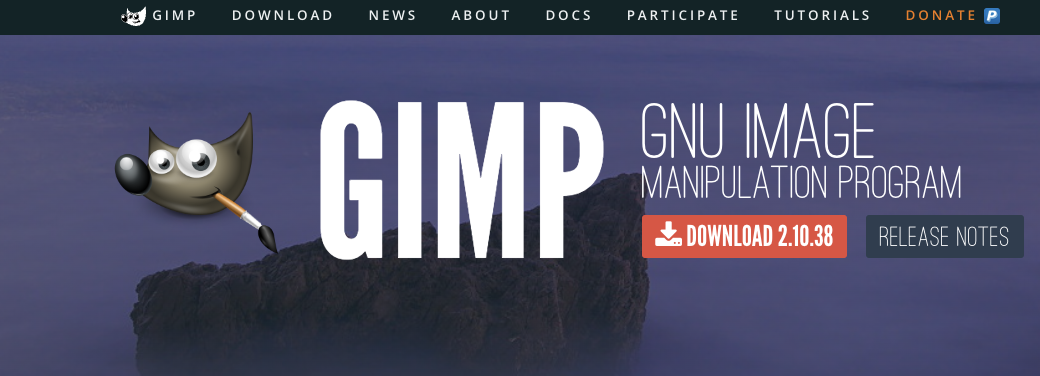 GIMP DOWNLOAD NEWS ABOUT DOCS PARTICIPATE TUTORIALS DONATE P
GIMP
GNU IMAGE
MANIPULATION PROGRAM
DOWNLOAD 2.10.38 RELEASE NOTES